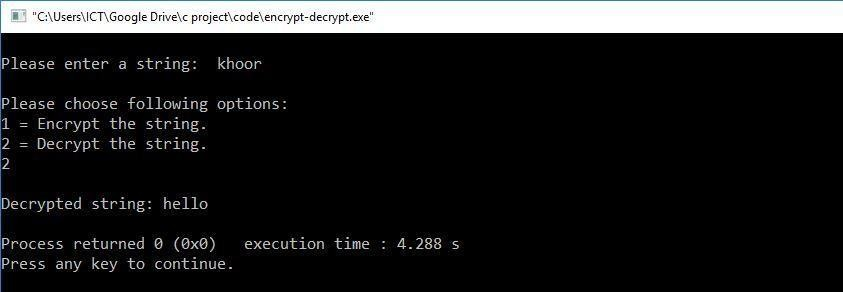 "C:\Users\ICT\Google Drive\c project\code\encrypt-decrypt.exe"
Please enter a string:  khoor
Please choose following options:
1 = Encrypt the string.
2 = Decrypt the string.
2
Decrypted string: hello
Process returned 0 (0x0)   execution time : 4.288 s
Press any key to continue.